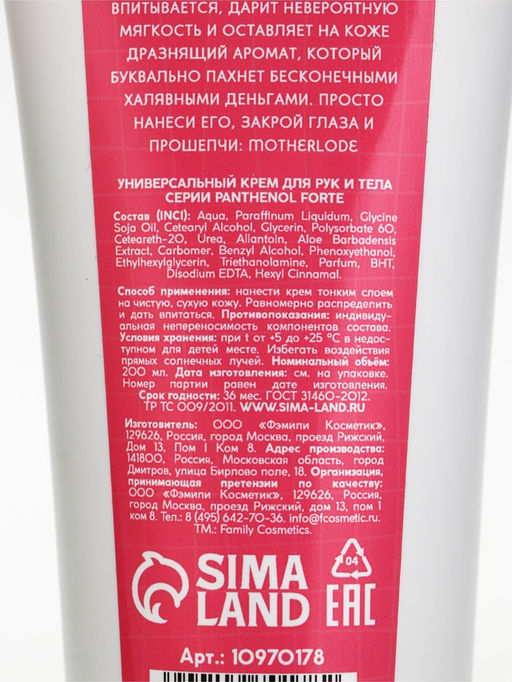 ВПИТЫВАЕТСЯ, ДАРИТ НЕВЕРОЯТНУЮ
МЯГКОСТЬ И ОСТАВЛЯЕТ НА КОЖЕ
ДРАЗНЯЩИЙ АРОМАТ, КОТОРЫЙ
БУКВАЛЬНО ПАХНЕТ БЕСКОНЕЧНЫМИ
ХАЛЯВНЫМИ ДЕНЬГАМИ. ПРОСТО
НАНЕСИ ЕГО, ЗАКРОЙ ГЛАЗА И
ПРОШЕПЧИ: MOTHERLODE
УНИВЕРСАЛЬНЫЙ КРЕМ ДЛЯ РУК И ТЕЛА
СЕРИИ PANTHENOL FORTE
Состав (INCI): Aqua, Paraffinum Liquidum, Glycine
Soja Oil, Cetearyl Alcohol, Glycerin, Polysorbate 60,
Ceteareth-20, Urea, Allantoin, Aloe Barbadensis
Extract, Carbomer, Benzyl Alcohol, Phenoxyethanol,
Ethylhexylglycerin, Triethanolamine, Parfum, BHT,
Disodium EDTA, Hexyl Cinnamal.
Способ применения: нанести крем тонким слоем
на чистую, сухую кожу. Равномерно распределить
и дать впитаться. Противопоказания: индивиду-
альная непереносимость компонентов состава.
Условия хранения: при t от +5 до +25 °С в недос-
тупном для детей месте. Избегать воздействия
прямых солнечных лучей. Номинальный объём:
200 мл. Дата изготовления: см. на упаковке.
Номер партии равен дате изготовления.
Срок годности: 36 мес. ГОСТ 31460-2012.
ТР ТС 009/2011. WWW.SIMA-LAND.RU
Изготовитель: ООО «Фэмили Косметик»,
129626, Россия, город Москва, проезд Рижский,
Дом 13, Пом I Ком 8. Адрес производства:
141800, Россия, Московская область, город
Дмитров, улица Бирлово поле, 18. Организация,
принимающая претензии по качеству:
ООО «Фэмили Косметик», 129626, Россия,
город Москва, проезд Рижский, дом 13, пом 1
ком 8. Тел.: 8 (495) 642-70-36. info@fcosmetic.ru
TM.: Family Cosmetics.
SIMA
LAND
04
EAC
Арт.: 10970178